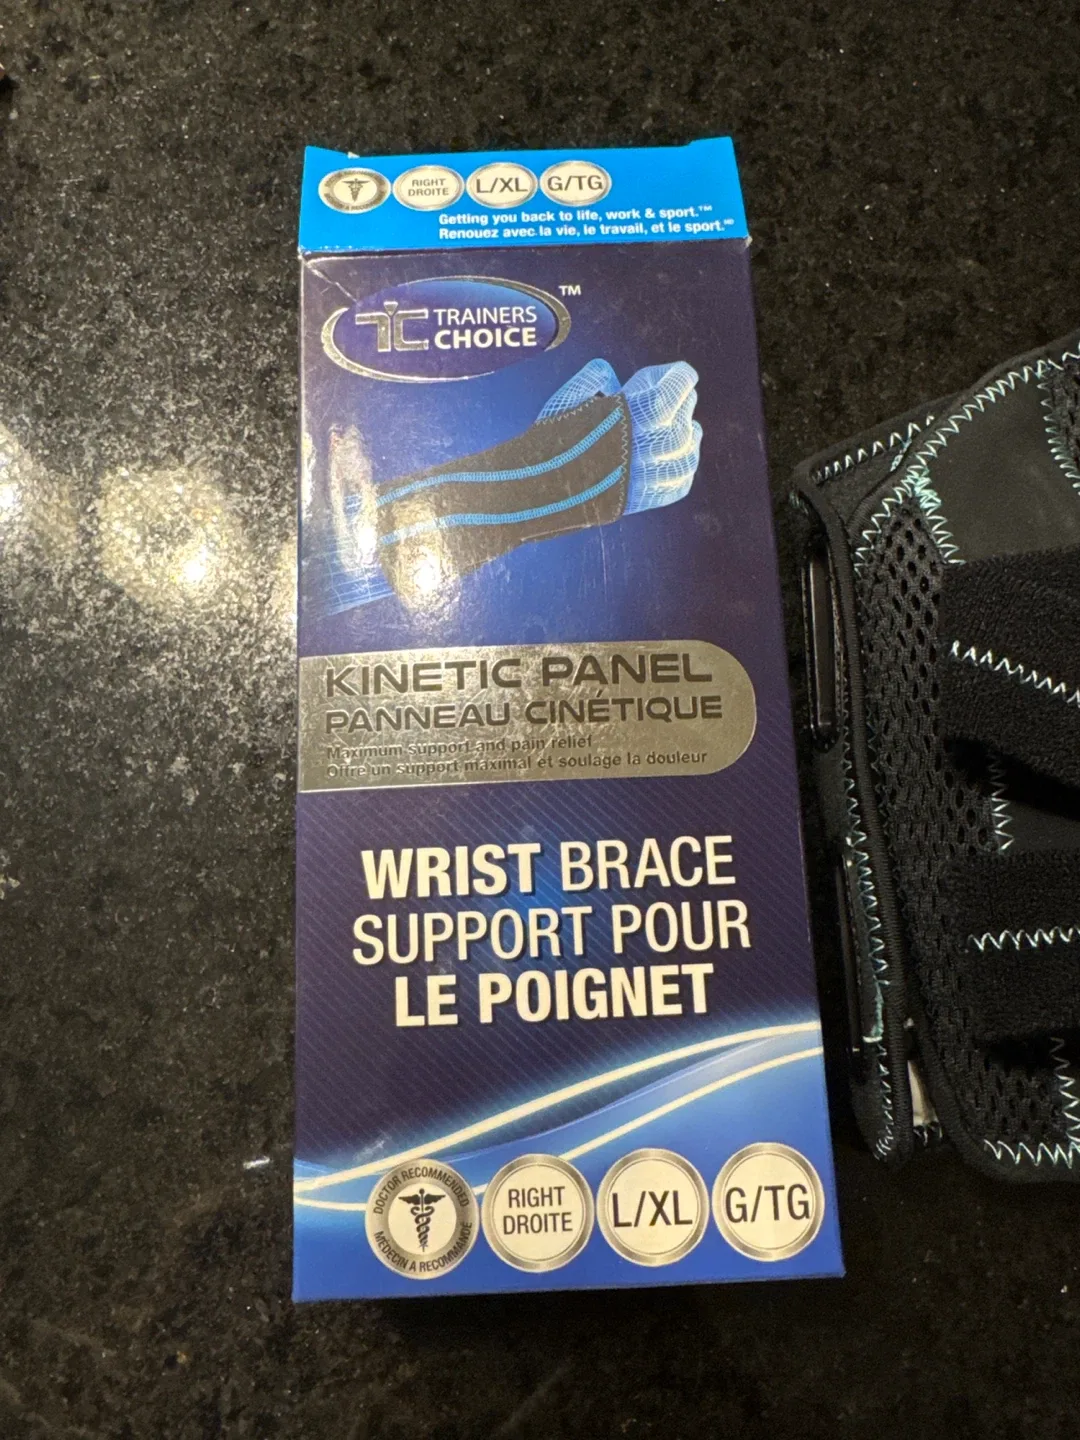 RIGHT
DROITE
L/XL
G/TG
Getting you back to life, work & sport.™
Renouez avec la vie, le travail, et le sport.MD
TC TRAINERS
CHOICE
™
KINETIC PANEL
PANNEAU CINÉTIQUE
Maximum support and pain relief
Offre un support maximal et soulage la douleur
WRIST BRACE
SUPPORT POUR
LE POIGNET
DOCTOR RECOMMENDED
MÉDECIN A RECOMMANDÉ
RIGHT
DROITE
L/XL
G/TG